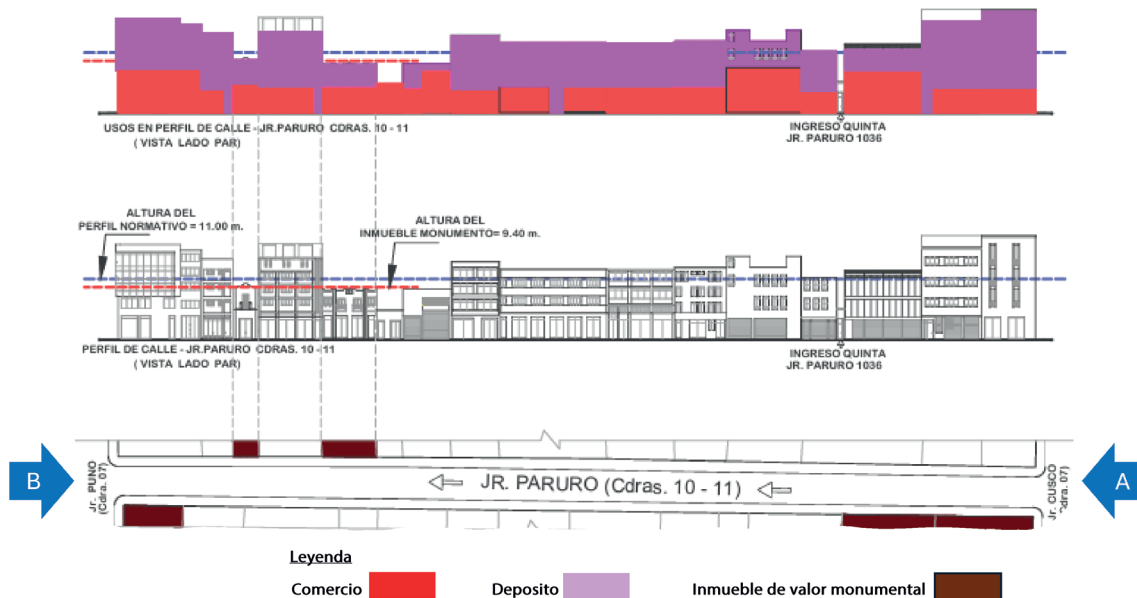 USOS EN PERFIL DE CALLE - JR.PARURO CDRAS. 10 - 11
( VISTA LADO PAR)
INGRESO QUINTA
JR. PARURO 1036
ALTURA DEL
PERFIL NORMATIVO = 11.00 m.
ALTURA DEL
INMUEBLE MONUMENTO= 9.40 m.
PERFIL DE CALLE - JR.PARURO CDRAS. 10 - 11
( VISTA LADO PAR)
INGRESO QUINTA
JR. PARURO 1036
B
Jr. PUNO
(Cdra. 07)
JR. PARURO (Cdras. 10 - 11)
Jr. CUSCO
Cdra. 07)
A
Leyenda
Comercio
Deposito
Inmueble de valor monumental